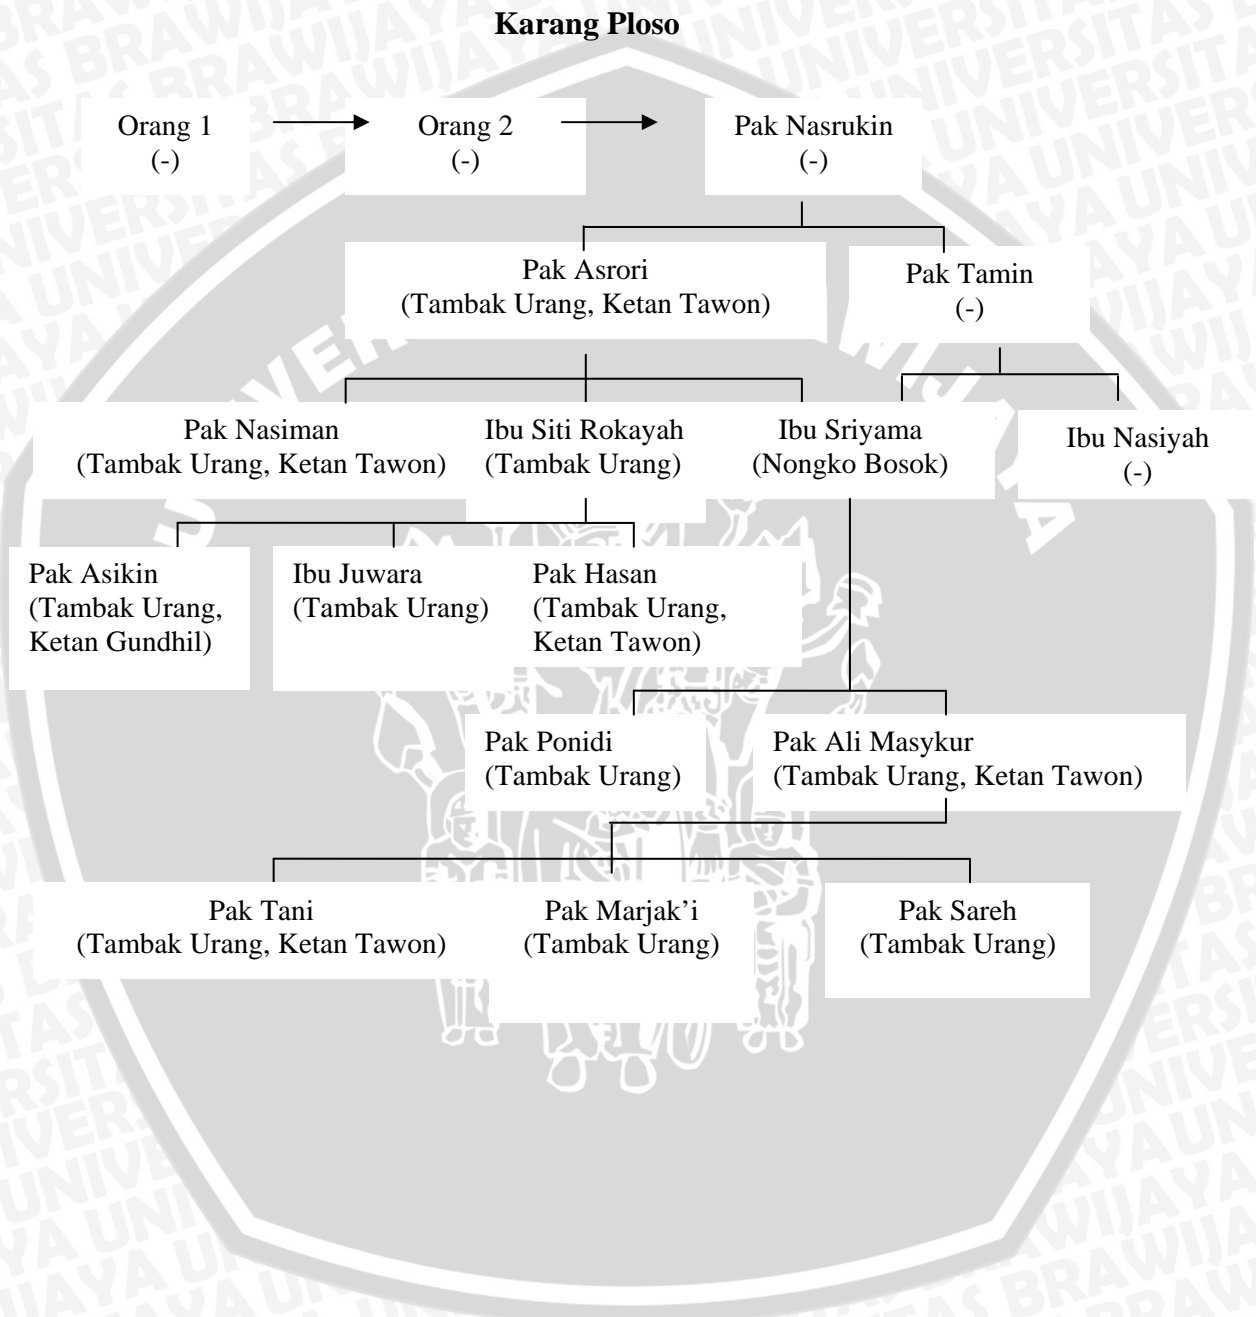 Karang Ploso
Orang 1
(-)
Orang 2
(-)
Pak Nasrukin
(-)
Pak Asrori
(Tambak Urang, Ketan Tawon)
Pak Tamin
(-)
Pak Nasiman
(Tambak Urang, Ketan Tawon)
Ibu Siti Rokayah
(Tambak Urang)
Ibu Sriyama
(Nongko Bosok)
Ibu Nasiyah
(-)
Pak Asikin
(Tambak Urang,
Ketan Gundhil)
Ibu Juwara
(Tambak Urang)
Pak Hasan
(Tambak Urang,
Ketan Tawon)
Pak Ponidi
(Tambak Urang)
Pak Ali Masykur
(Tambak Urang, Ketan Tawon)
Pak Tani
(Tambak Urang, Ketan Tawon)
Pak Marjak’i
(Tambak Urang)
Pak Sareh
(Tambak Urang)